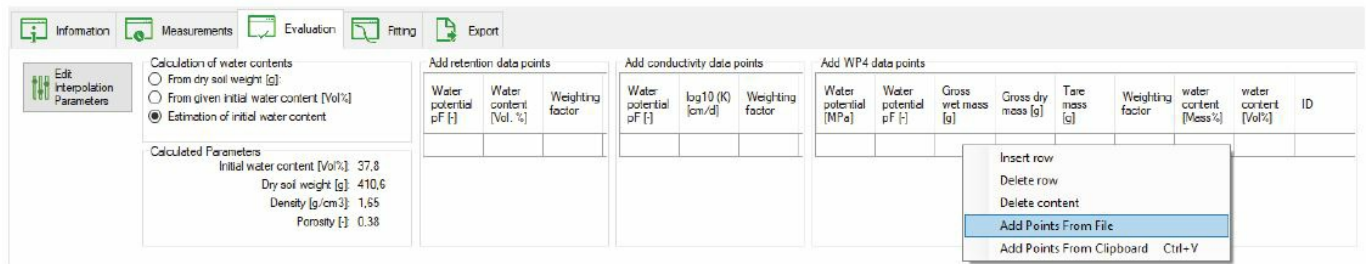 Information Measurements Evaluation Fitting Export
Edit
Interpolation
Parameters
Calculation of water contents
From dry soil weight [g]:
From given initial water content [Vol%]
Estimation of initial water content
Calculated Parameters
Initial water content [Vol%]: 37,8
Dry soil weight [g]: 410,6
Density [g/cm3]: 1,65
Porosity [-]: 0,38
Add retention data points
Water
potential
pF [-]
Water
content
[Vol. %]
Weighting
factor
Add conductivity data points
Water
potential
pF [-]
log10 (K)
[cm/d]
Weighting
factor
Add WP4 data points
Water
potential
[MPa]
Water
potential
pF [-]
Gross
wet mass
[g]
Gross dry
mass [g]
Tare
mass
[g]
Weighting
factor
water
content
[Mass%]
water
content
[Vol%]
ID
Insert row
Delete row
Delete content
Add Points From File
Add Points From Clipboard Ctrl+V